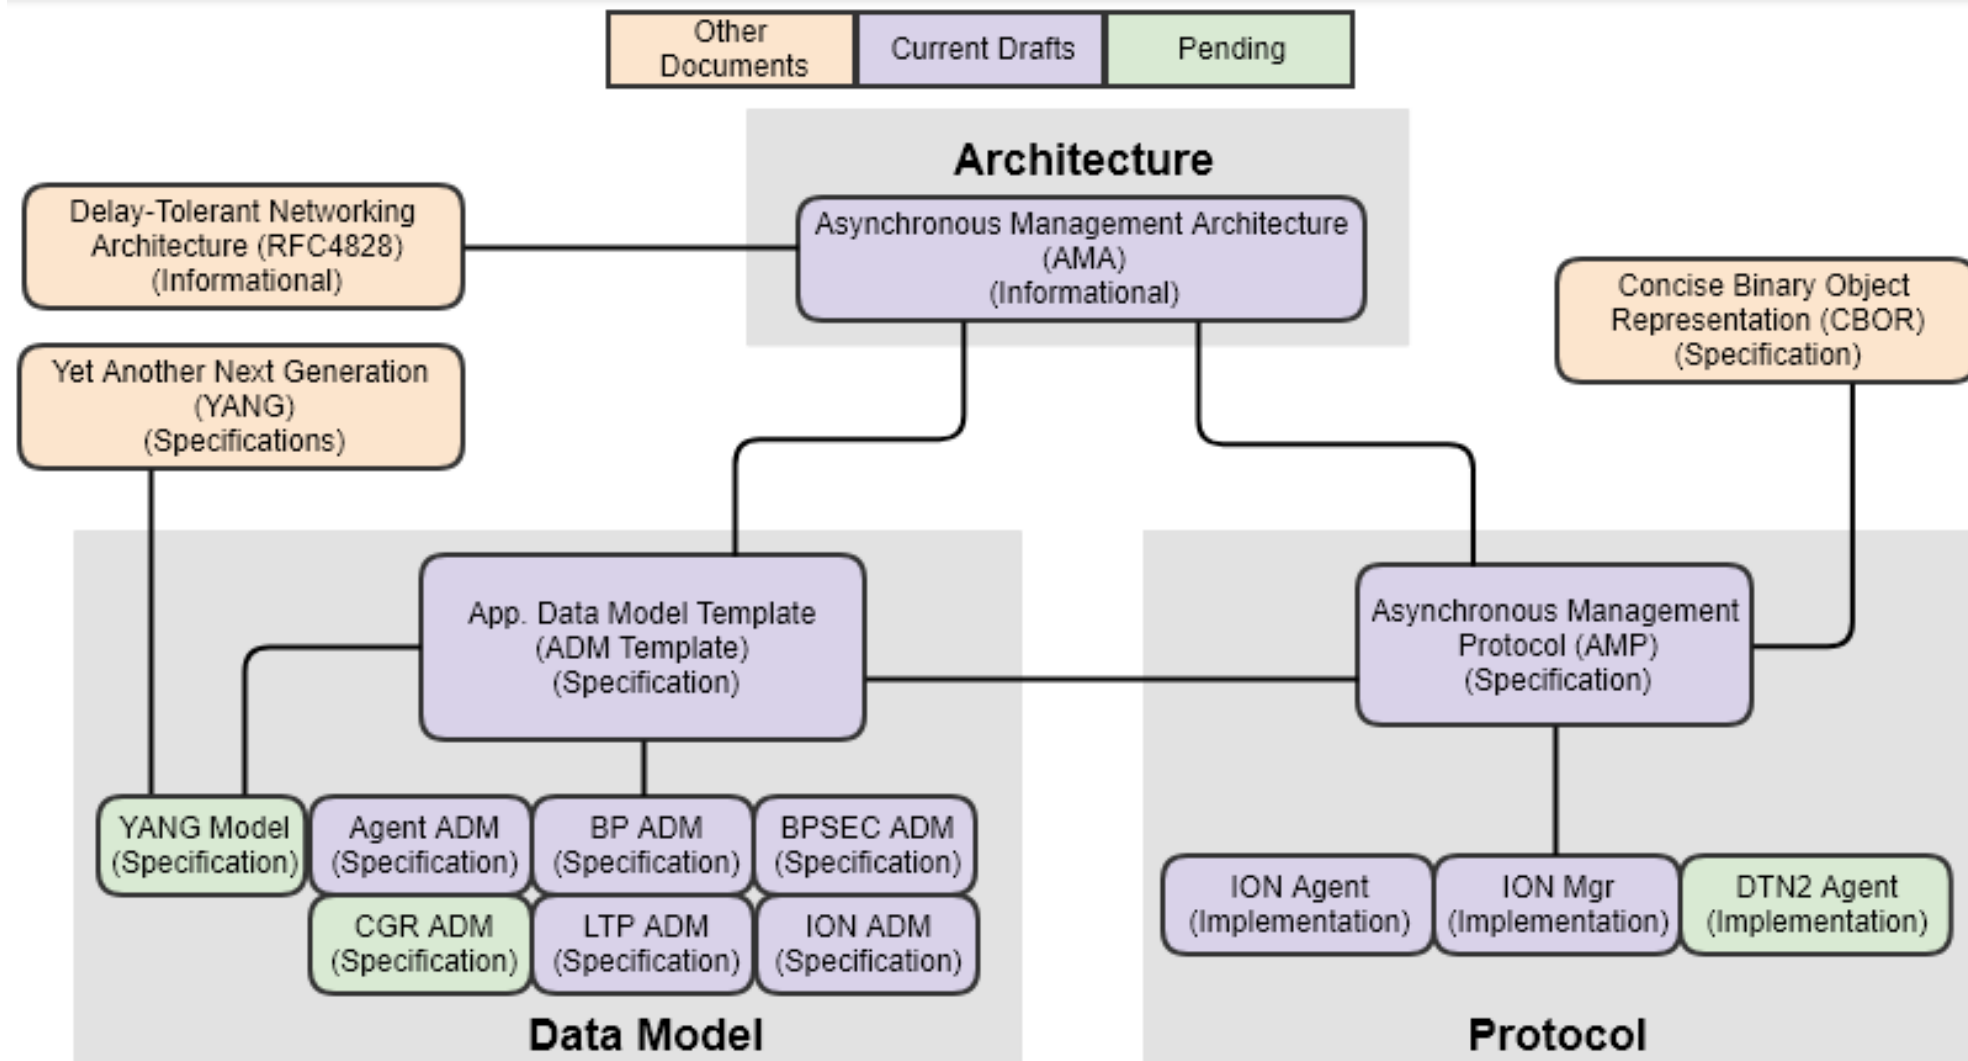 Other
Documents
Current Drafts
Pending
Architecture
Delay-Tolerant Networking
Architecture (RFC4828)
(Informational)
Asynchronous Management Architecture
(AMA)
(Informational)
Concise Binary Object
Representation (CBOR)
(Specification)
Yet Another Next Generation
(YANG)
(Specifications)
App. Data Model Template
(ADM Template)
(Specification)
Asynchronous Management
Protocol (AMP)
(Specification)
YANG Model
(Specification)
Agent ADM
(Specification)
BP ADM
(Specification)
BPSEC ADM
(Specification)
CGR ADM
(Specification)
LTP ADM
(Specification)
ION ADM
(Specification)
ION Agent
(Implementation)
ION Mgr
(Implementation)
DTN2 Agent
(Implementation)
Data Model
Protocol